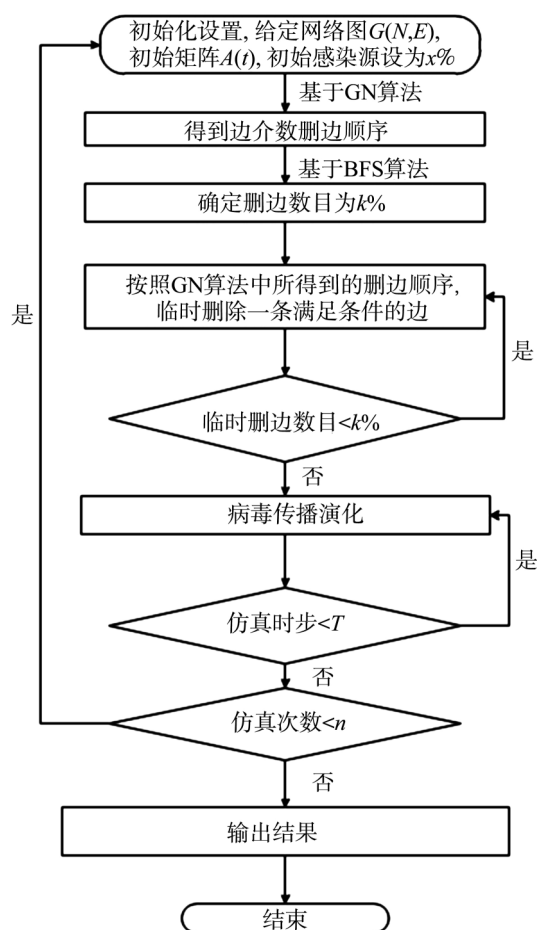 初始化设置, 给定网络图G(N,E),
初始矩阵A(t), 初始感染源设为x%
基于GN算法
得到边介数删边顺序
基于BFS算法
确定删边数目为k%
按照GN算法中所得到的删边顺序,
临时删除一条满足条件的边
是
是
临时删边数目<k%
否
病毒传播演化
是
仿真时步<T
否
仿真次数<n
否
输出结果
结束